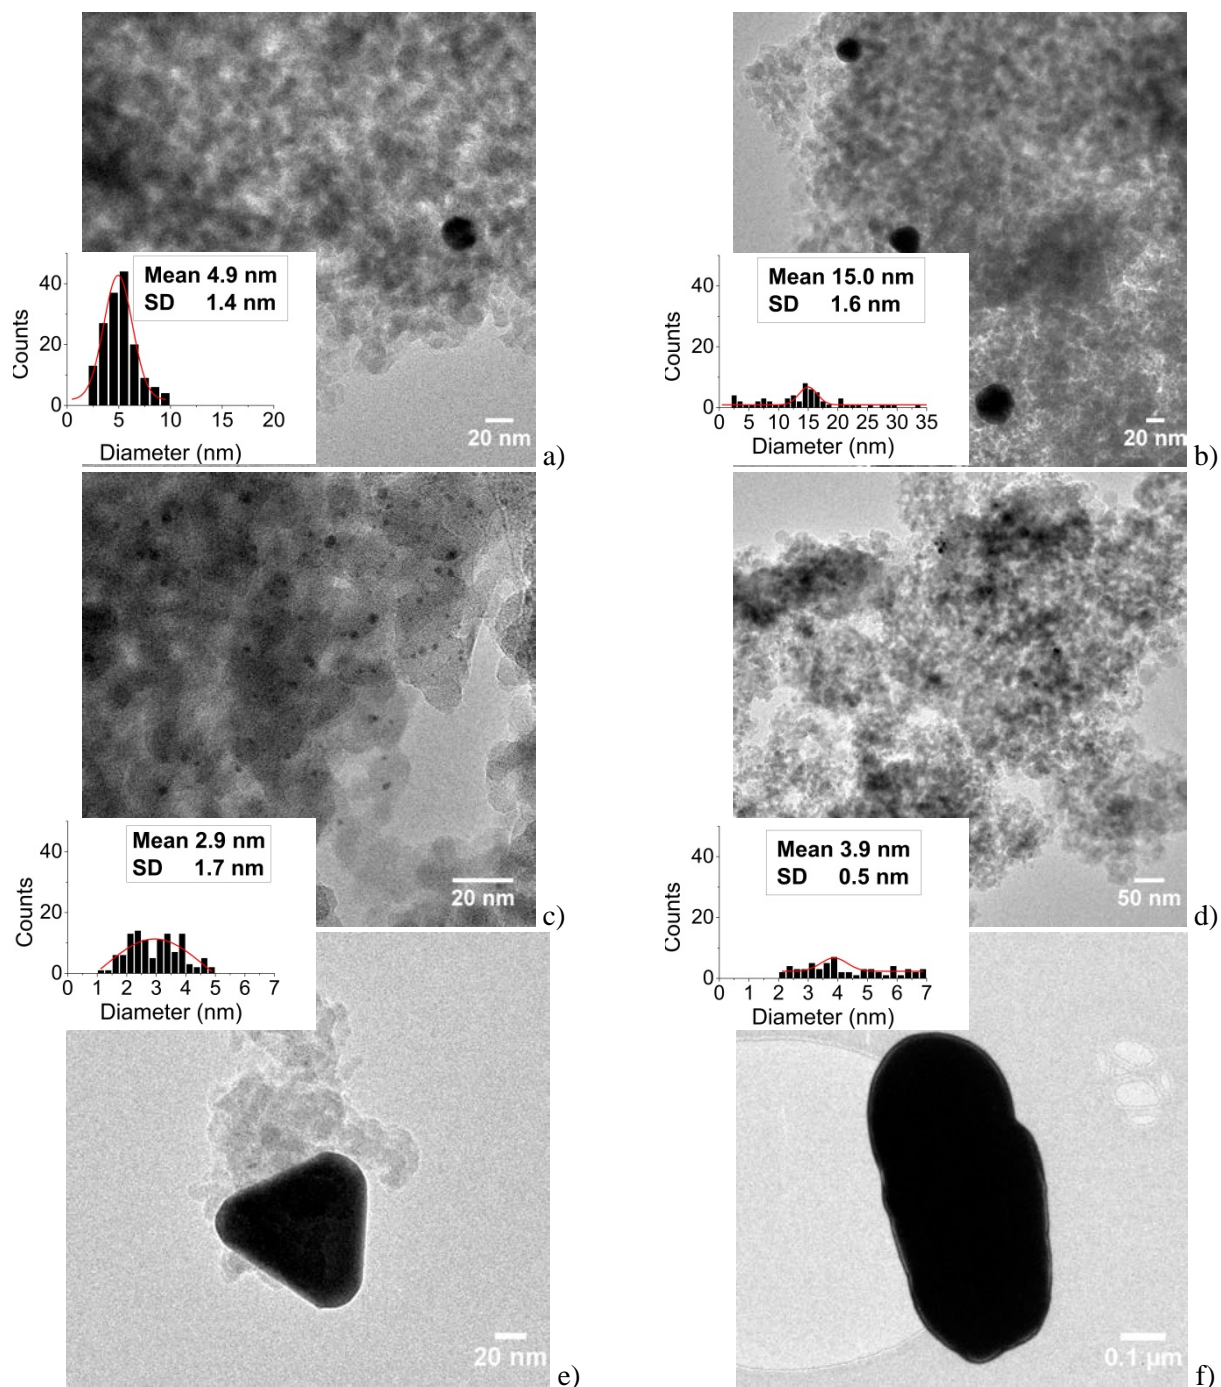 Mean 4.9 nm
SD 1.4 nm
40
20
0
Counts
0 5 10 15 20
Diameter (nm)
20 nm
a)
Mean 15.0 nm
SD 1.6 nm
40
20
0
Counts
0 5 10 15 20 25 30 35
Diameter (nm)
20 nm
b)
Mean 2.9 nm
SD 1.7 nm
40
20
0
Counts
0 1 2 3 4 5 6 7
Diameter (nm)
20 nm
c)
Mean 3.9 nm
SD 0.5 nm
40
20
0
Counts
0 1 2 3 4 5 6 7
Diameter (nm)
50 nm
d)
20 nm
e)
0.1 µm
f)